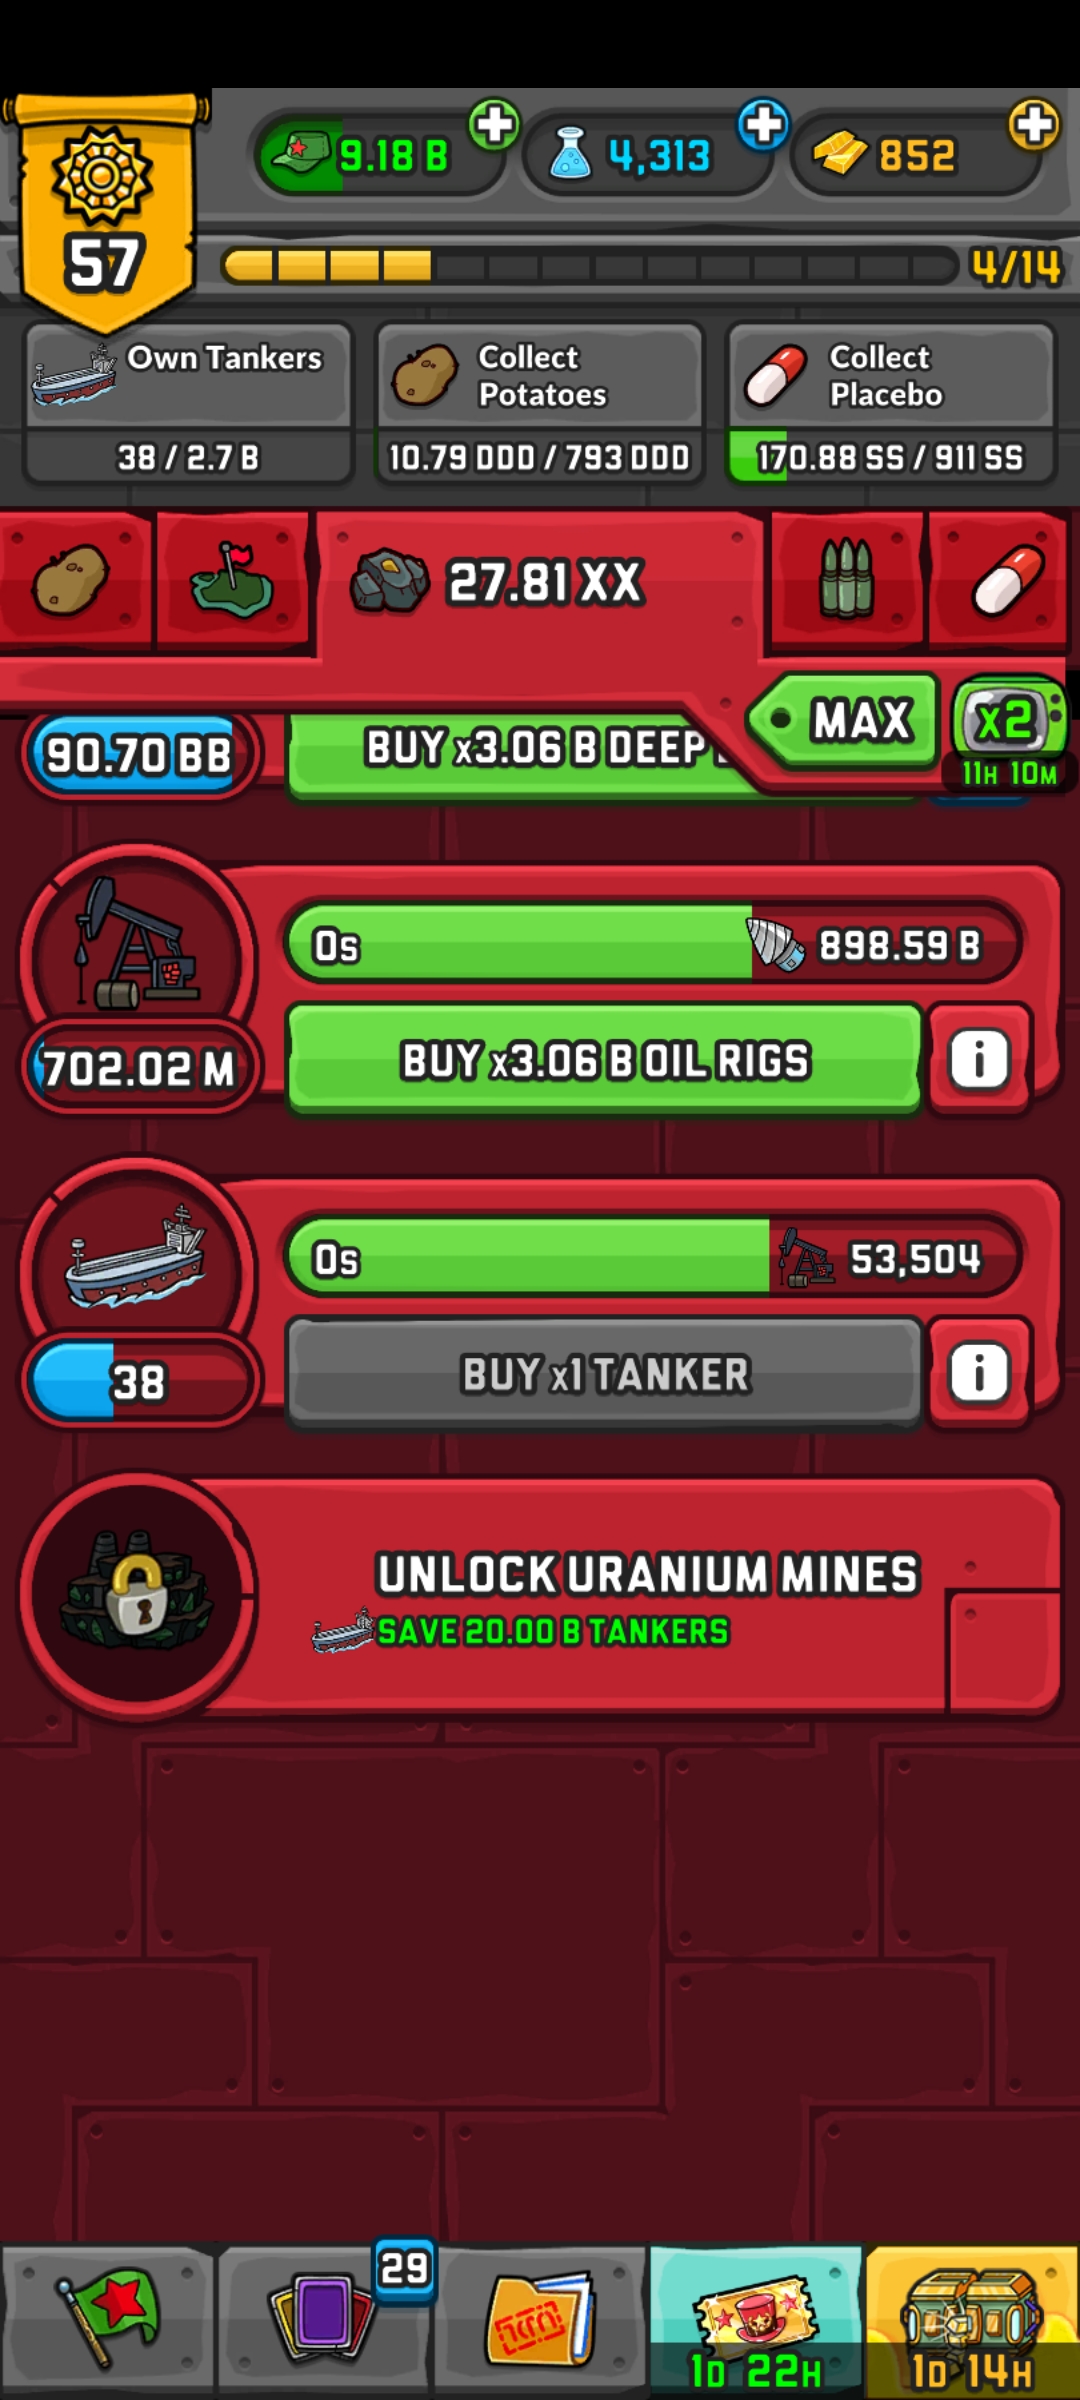 9.18 B
4,313
852
57
4/14
Own Tankers
38 / 2.7 B
Collect
Potatoes
10.79 DDD / 793 DDD
Collect
Placebo
170.88 SS / 911 SS
27.81 XX
MAX
x2
11H 10M
90.70 BB
BUY x3.06 B DEEP
0s
898.59 B
702.02 M
BUY x3.06 B OIL RIGS
i
0s
53,504
38
BUY x1 TANKER
i
UNLOCK URANIUM MINES
SAVE 20.00 B TANKERS
29
1D 22H
1D 14H